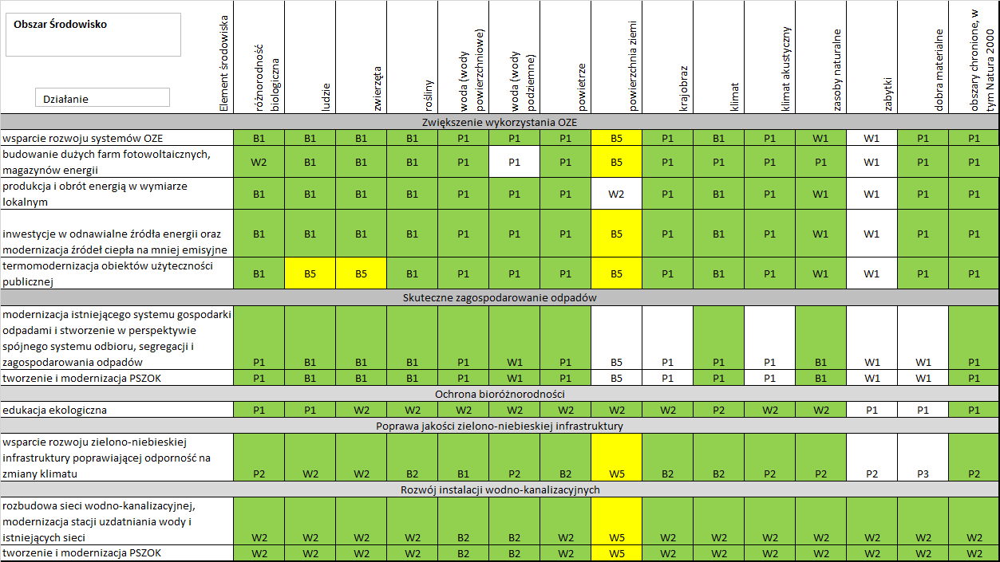 Obszar Środowisko
Działanie
Element środowiska
różnorodność
biologiczna
ludzie
zwierzęta
rośliny
woda (wody
powierzchniowe)
woda (wody
podziemne)
powietrze
powierzchnia ziemi
krajobraz
klimat
klimat akustyczny
zasoby naturalne
zabytki
dobra materialne
obszary chronione, w
tym Natura 2000
Zwiększenie wykorzystania OZE
wsparcie rozwoju systemów OZE B1 B1 B1 B1 P1 P1 P1 B5 P1 B1 P1 W1 W1 P1 P1
budowanie dużych farm fotowoltaicznych,
magazynów energii W2 B1 B1 B1 P1 P1 P1 B5 P1 P1 P1 P1 W1 P1 P1
produkcja i obrót energią w wymiarze
lokalnym B1 B1 B1 B1 P1 P1 P1 W2 P1 B1 P1 W1 W1 P1 P1
inwestycje w odnawialne źródła energii oraz
modernizacja źródeł ciepła na mniej emisyjne B1 B1 B1 B1 P1 P1 P1 B5 P1 B1 P1 W1 W1 P1 P1
termomodernizacja obiektów użyteczności
publicznej B1 B5 B5 B1 P1 P1 P1 B5 P1 B1 P1 W1 W1 P1 P1
Skuteczne zagospodarowanie odpadów
modernizacja istniejącego systemu gospodarki
odpadami i stworzenie w perspektywie
spójnego systemu odbioru, segregacji i
zagospodarowania odpadów P1 B1 B1 B1 P1 W1 P1 B5 P1 P1 P1 B1 W1 W1 P1
tworzenie i modernizacja PSZOK P1 B1 B1 B1 P1 W1 P1 B5 P1 P1 P1 B1 W1 W1 P1
Ochrona bioróżnorodności
edukacja ekologiczna P1 P1 W2 W2 W2 W2 W2 W2 W2 P2 W2 W2 P1 P1 P1
Poprawa jakości zielono-niebieskiej infrastruktury
wsparcie rozwoju zielono-niebieskiej
infrastruktury poprawiającej odporność na
zmiany klimatu P2 W2 W2 B2 B1 P2 B2 W5 B2 B2 P2 P2 P2 P3 P2
Rozwój instalacji wodno-kanalizacyjnych
rozbudowa sieci wodno-kanalizacyjnej,
modernizacja stacji uzdatniania wody i
istniejących sieci W2 W2 W2 W2 B2 B2 W2 W5 W2 W2 W2 W2 W2 W2 W2
tworzenie i modernizacja PSZOK W2 W2 W2 W2 B2 B2 W2 W5 W2 W2 W2 W2 W2 W2 W2